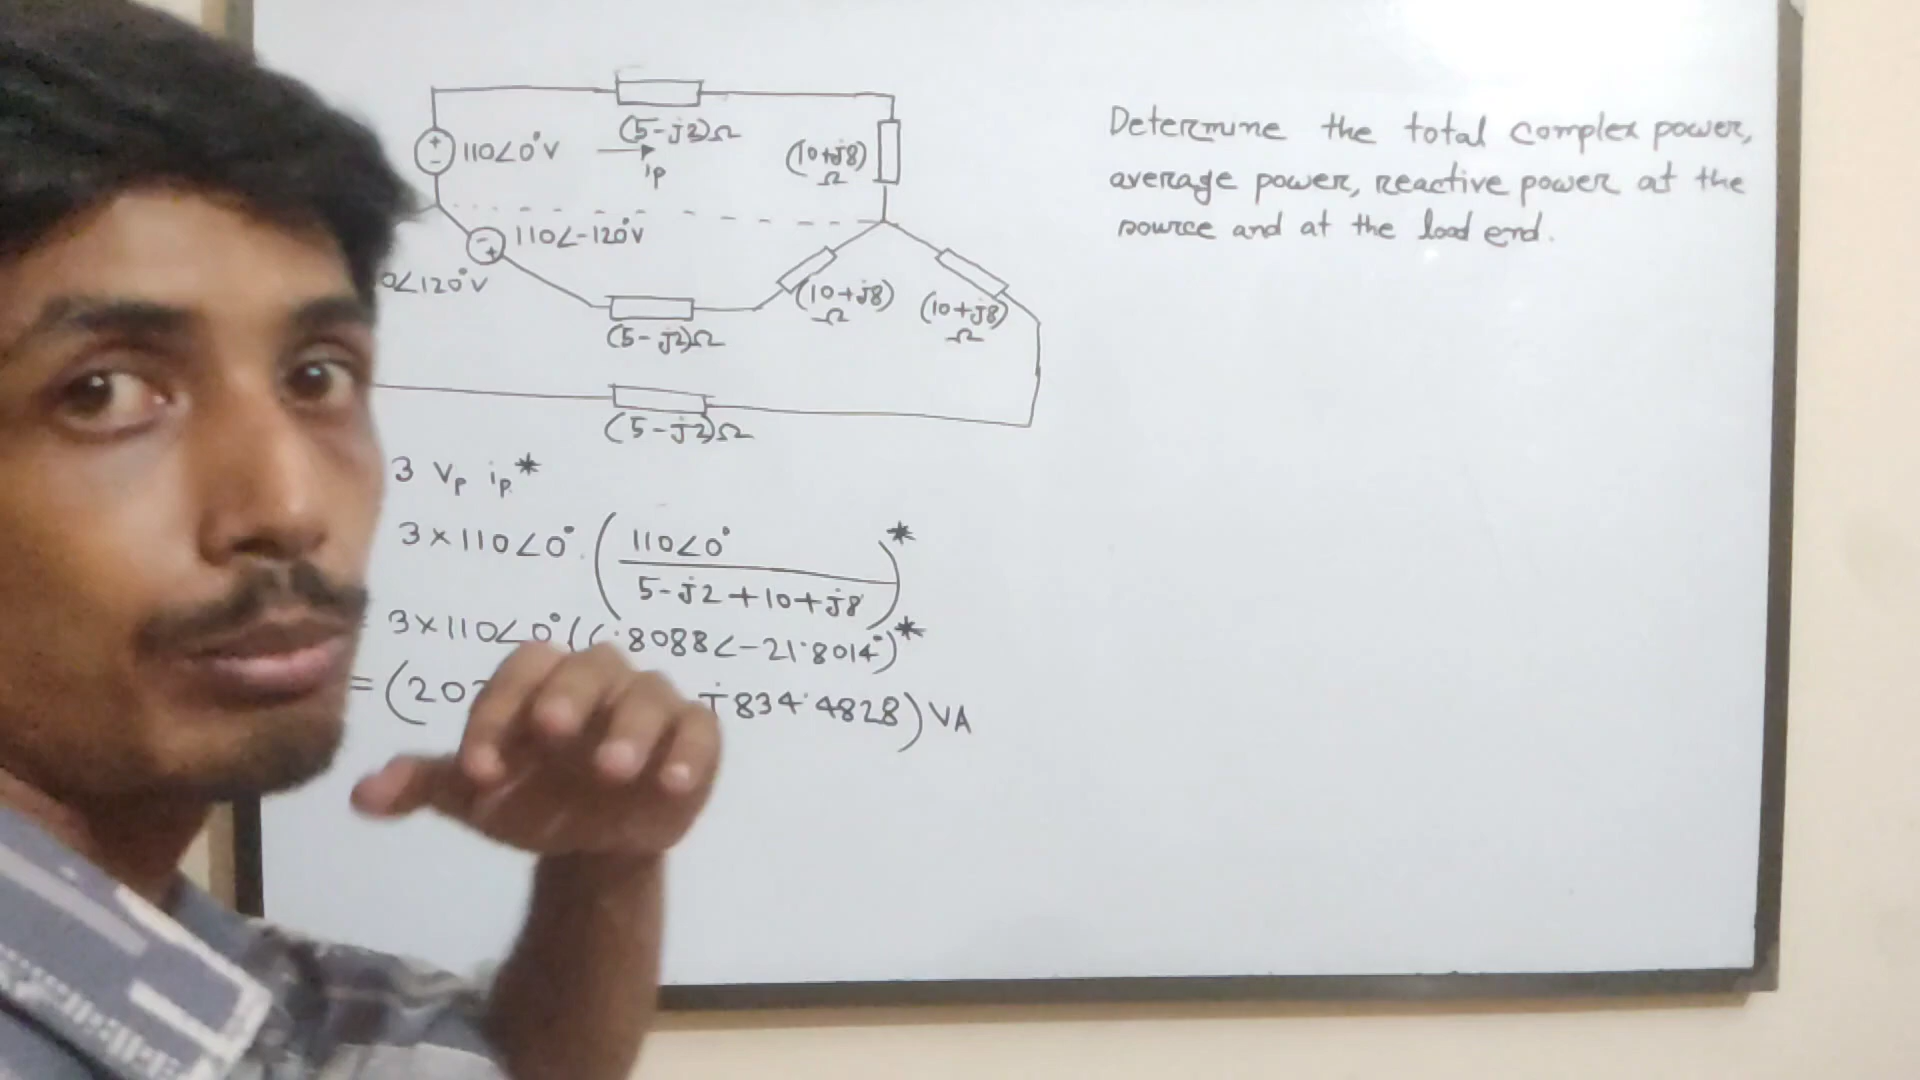 (5-j2)Ω
110∠0°V
ip
(10+j8)
Ω
110∠-120°V
0∠120°V
(10+j8)
Ω
(10+j8)
Ω
(5-j2)Ω
(5-j2)Ω
Determine the total complex power,
average power, reactive power at the
source and at the load end.
3 Vp ip*
3×110∠0° . (110∠0° / 5-j2+10+j8)*
3×110∠0° ( .8088∠-21.8014°)*
= (20 j834.4828) VA